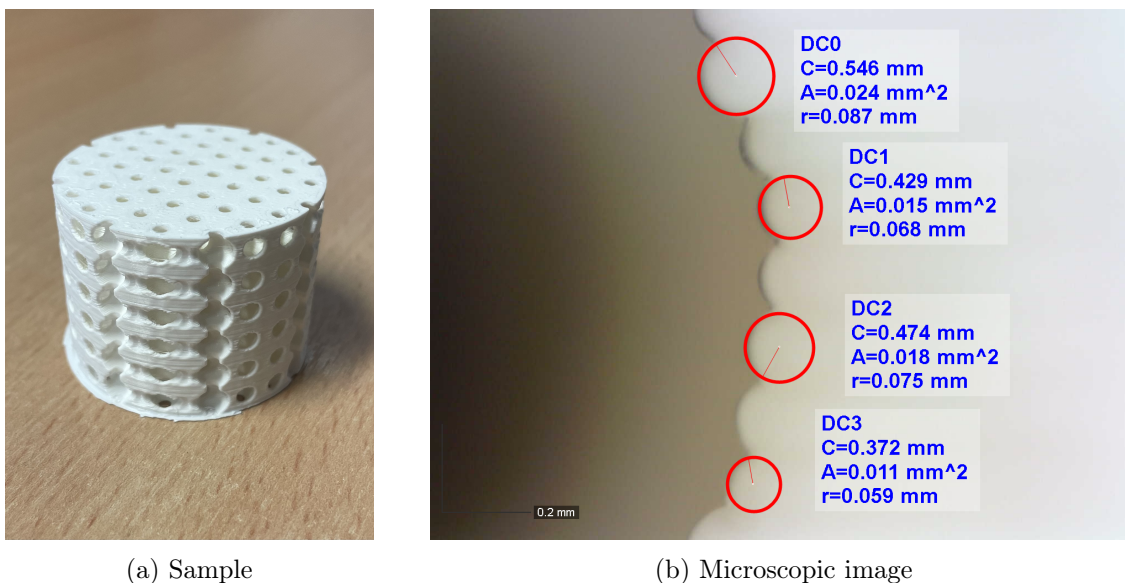 DC0
C=0.546 mm
A=0.024 mm^2
r=0.087 mm
DC1
C=0.429 mm
A=0.015 mm^2
r=0.068 mm
DC2
C=0.474 mm
A=0.018 mm^2
r=0.075 mm
DC3
C=0.372 mm
A=0.011 mm^2
r=0.059 mm
0.2 mm
(a) Sample
(b) Microscopic image